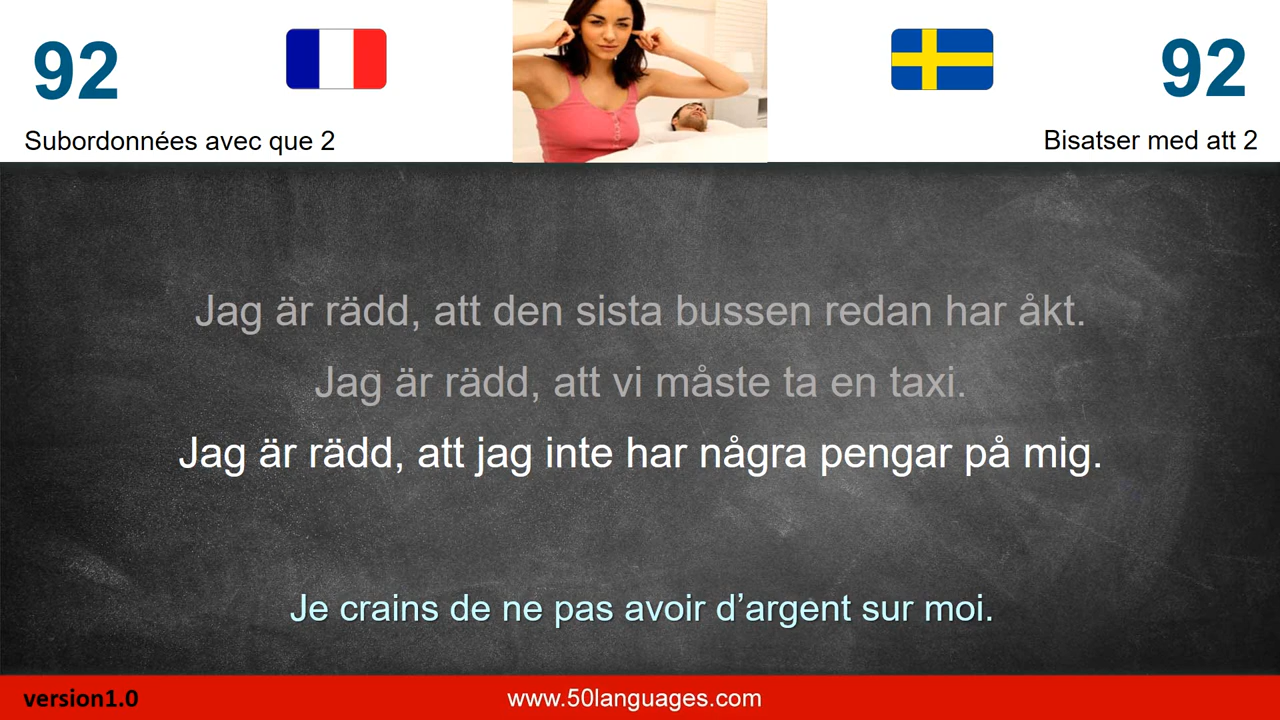 92
92
Subordonnées avec que 2
Bisatser med att 2
Jag är rädd, att den sista bussen redan har åkt.
Jag är rädd, att vi måste ta en taxi.
Jag är rädd, att jag inte har några pengar på mig.
Je crains de ne pas avoir d’argent sur moi.
version1.0
www.50languages.com